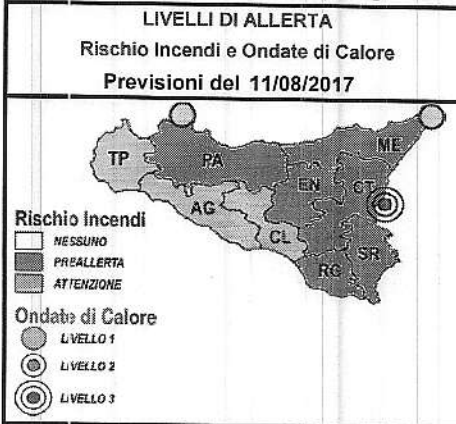 LIVELLI DI ALLERTA
Rischio Incendi e Ondate di Calore
Previsioni del 11/08/2017
ME
TP
PA
EN
CT
AG
CL
SR
RG
Rischio Incendi
NESSUNO
PREALLERTA
ATTENZIONE
Ondate di Calore
LIVELLO 1
LIVELLO 2
LIVELLO 3